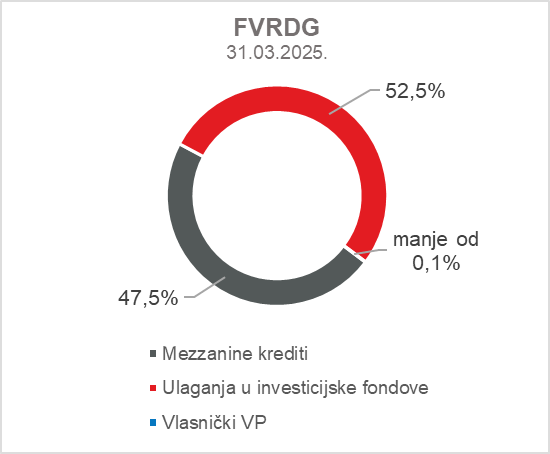 FVRDG
31.03.2025.
52,5%
manje od
0,1%
47,5%
Mezzanine krediti
Ulaganja u investicijske fondove
Vlasnički VP